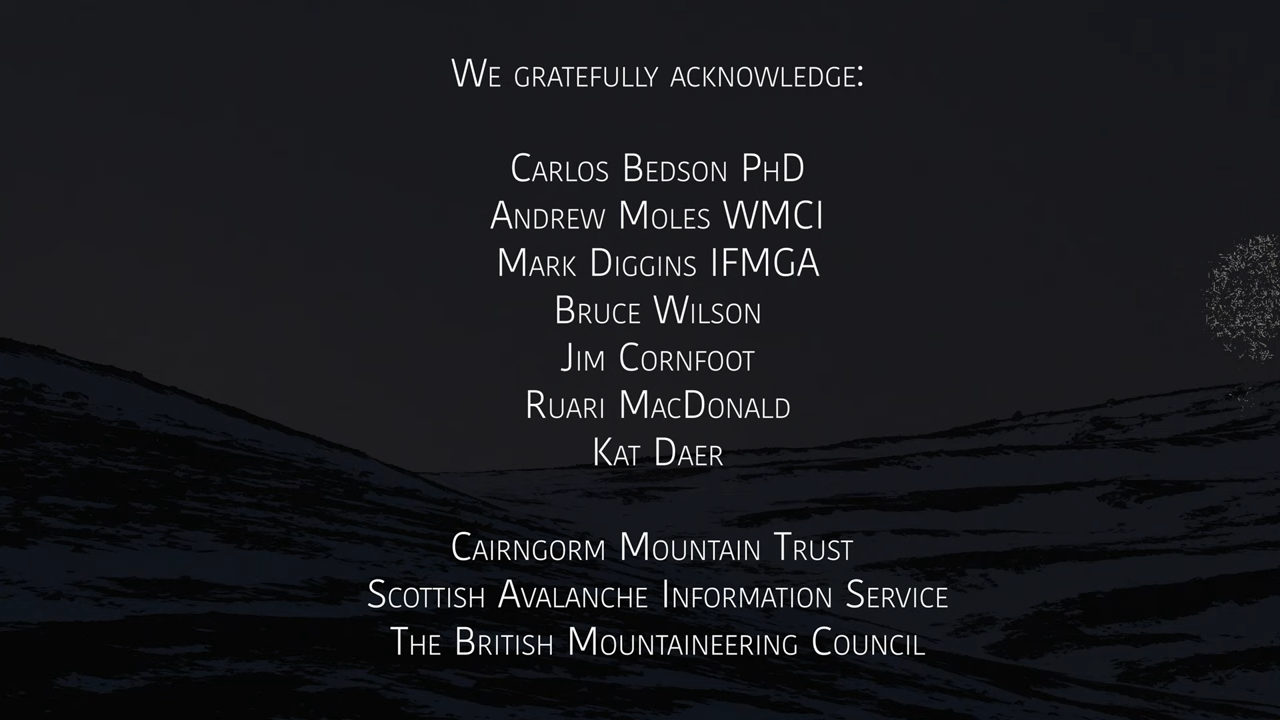 We gratefully acknowledge:
Carlos Bedson PhD
Andrew Moles WMCI
Mark Diggins IFMGA
Bruce Wilson
Jim Cornfoot
Ruari MacDonald
Kat Daer
Cairngorm Mountain Trust
Scottish Avalanche Information Service
The British Mountaineering Council